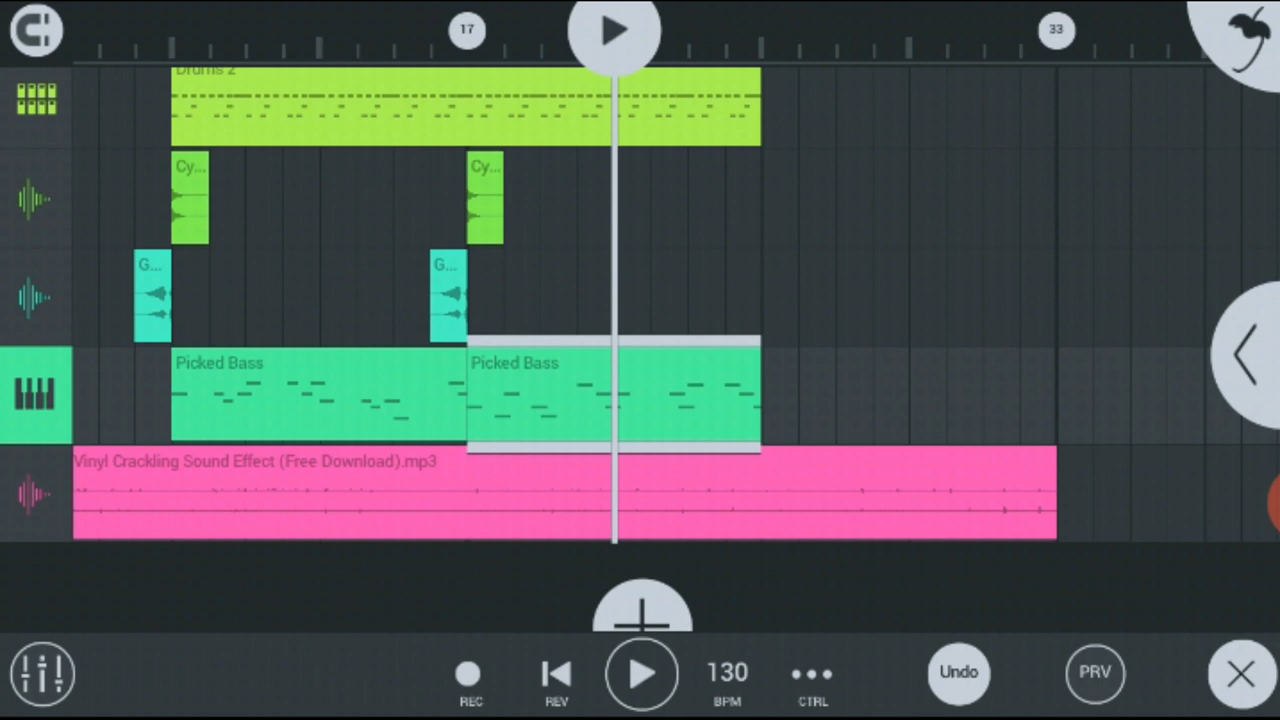 17
33
Drums 2
Cy...
Cy...
G...
G...
Picked Bass
Picked Bass
Vinyl Crackling Sound Effect (Free Download).mp3
130
Undo
PRV
REC
REV
BPM
CTRL